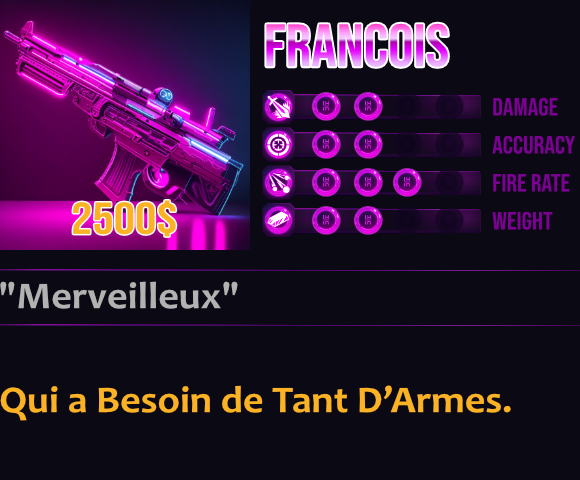 FRANCOIS
DAMAGE
ACCURACY
FIRE RATE
WEIGHT
2500$
"Merveilleux"
Qui a Besoin de Tant D’Armes.